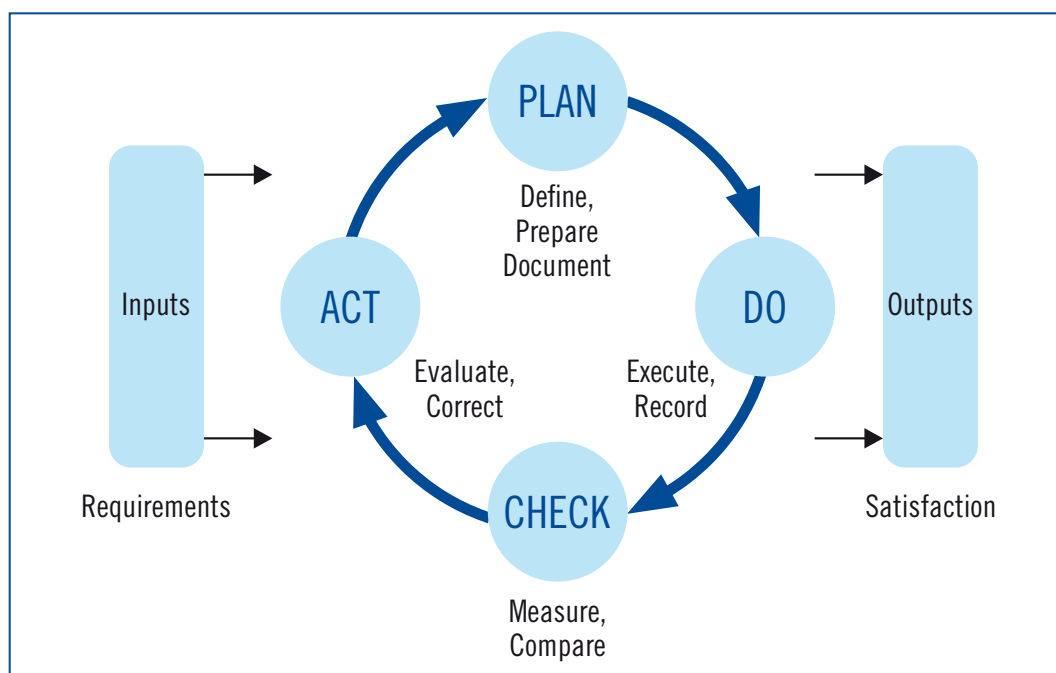 PLAN
Define,
Prepare
Document
Inputs
ACT
DO
Outputs
Evaluate,
Correct
Execute,
Record
Requirements
CHECK
Satisfaction
Measure,
Compare